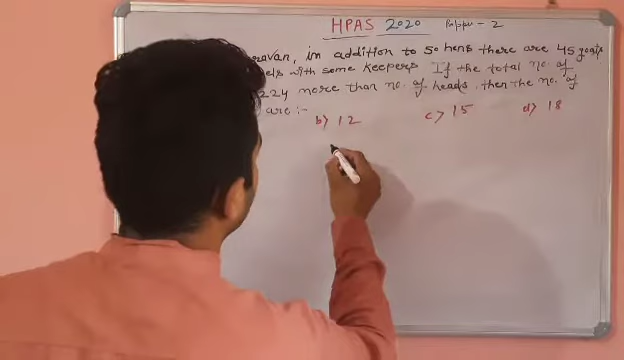 HPAS 2020 Paper - 2
ravan, in addition to 50 hens there are 45 goats
els with some keepers If the total no. of
224 more than no. of heads, then the no. of
are :-
b) 12 c) 15 d) 18